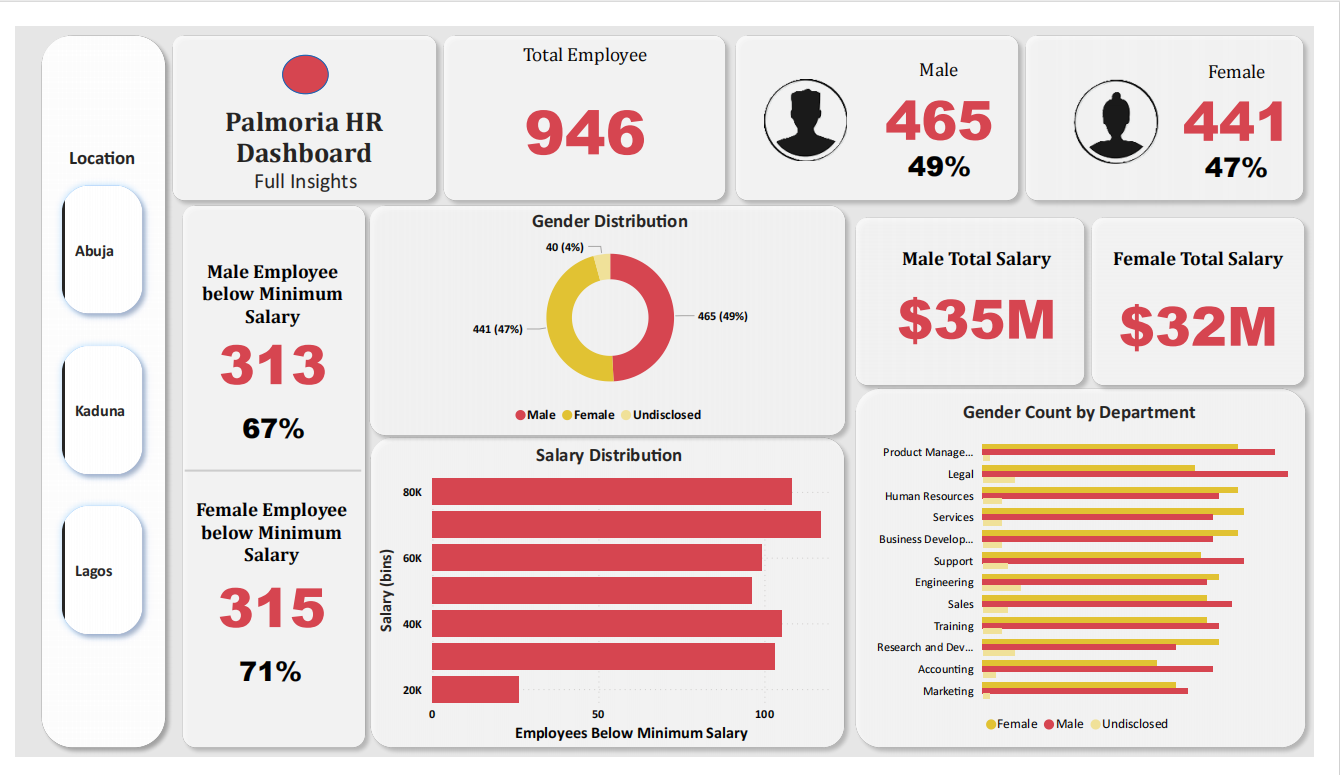 Location
Abuja
Kaduna
Lagos
Palmoria HR
Dashboard
Full Insights
Total Employee
946
Male
465
49%
Female
441
47%
Male Employee
below Minimum
Salary
313
67%
Female Employee
below Minimum
Salary
315
71%
Gender Distribution
40 (4%)
441 (47%)
465 (49%)
Male Female Undisclosed
Male Total Salary
$35M
Female Total Salary
$32M
Salary Distribution
Salary (bins)
80K
60K
40K
20K
0 50 100
Employees Below Minimum Salary
Gender Count by Department
Product Manage...
Legal
Human Resources
Services
Business Develop...
Support
Engineering
Sales
Training
Research and Dev...
Accounting
Marketing
Female Male Undisclosed